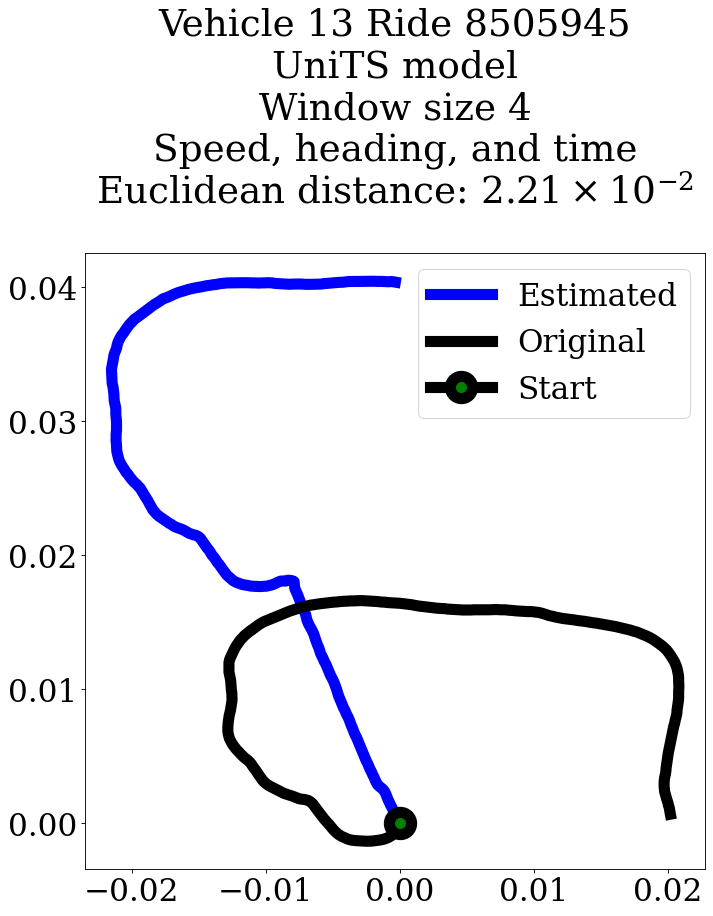 Vehicle 13 Ride 8505945
UniTS model
Window size 4
Speed, heading, and time
Euclidean distance: 2.21 × 10⁻²
Estimated
Original
Start
0.04
0.03
0.02
0.01
0.00
−0.02 −0.01 0.00 0.01 0.02